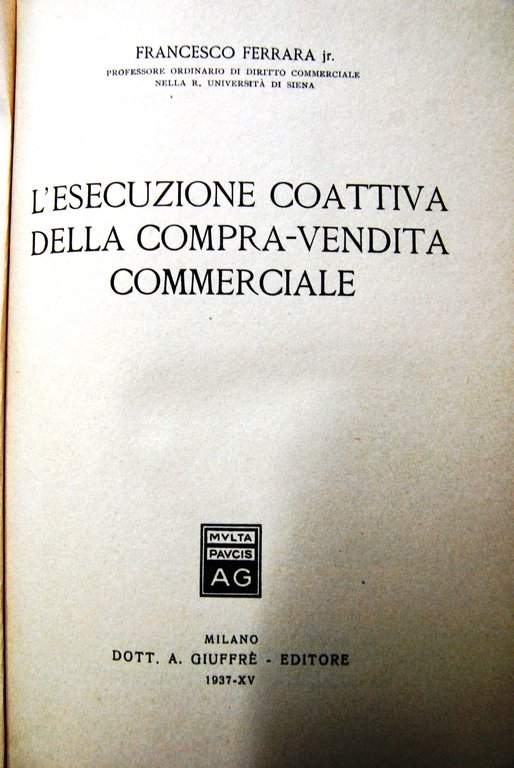 FRANCESCO FERRARA jr.
PROFESSORE ORDINARIO DI DIRITTO COMMERCIALE
NELLA R. UNIVERSITÀ DI SIENA
L'ESECUZIONE COATTIVA
DELLA COMPRA-VENDITA
COMMERCIALE
MVLTA
PAVCIS
AG
MILANO
DOTT. A. GIUFFRÈ - EDITORE
1937-XV